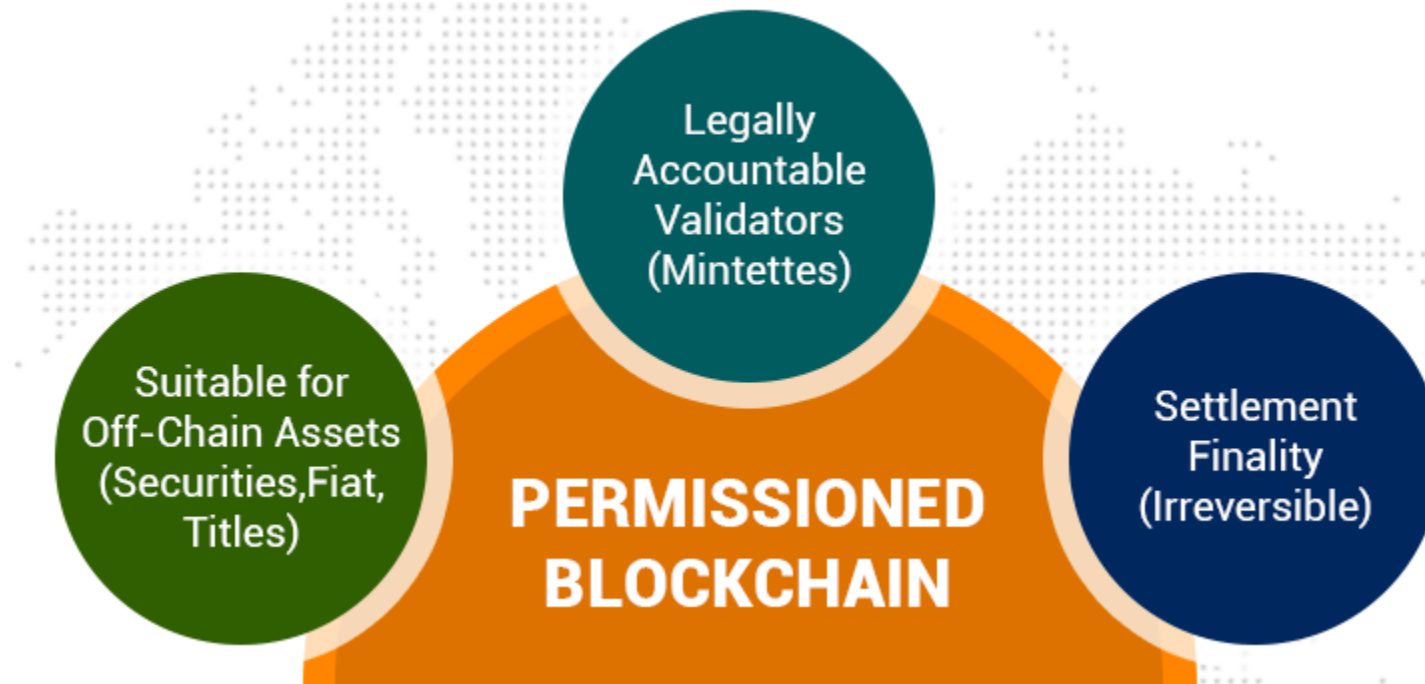 Legally
Accountable
Validators
(Mintettes)
Suitable for
Off-Chain Assets
(Securities,Fiat,
Titles)
Settlement
Finality
(Irreversible)
PERMISSIONED
BLOCKCHAIN